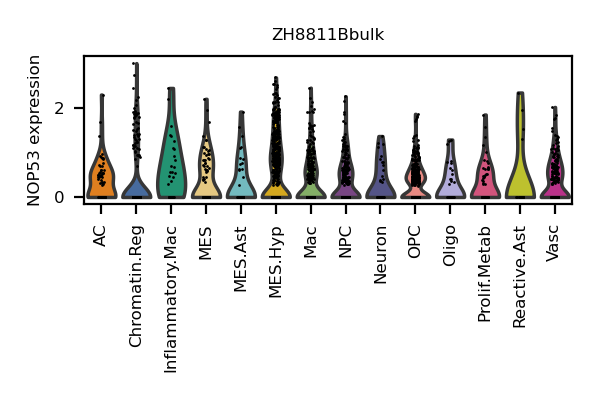 ZH8811Bbulk
NOP53 expression
2
0
AC
Chromatin.Reg
Inflammatory.Mac
MES
MES.Ast
MES.Hyp
Mac
NPC
Neuron
OPC
Oligo
Prolif.Metab
Reactive.Ast
Vasc